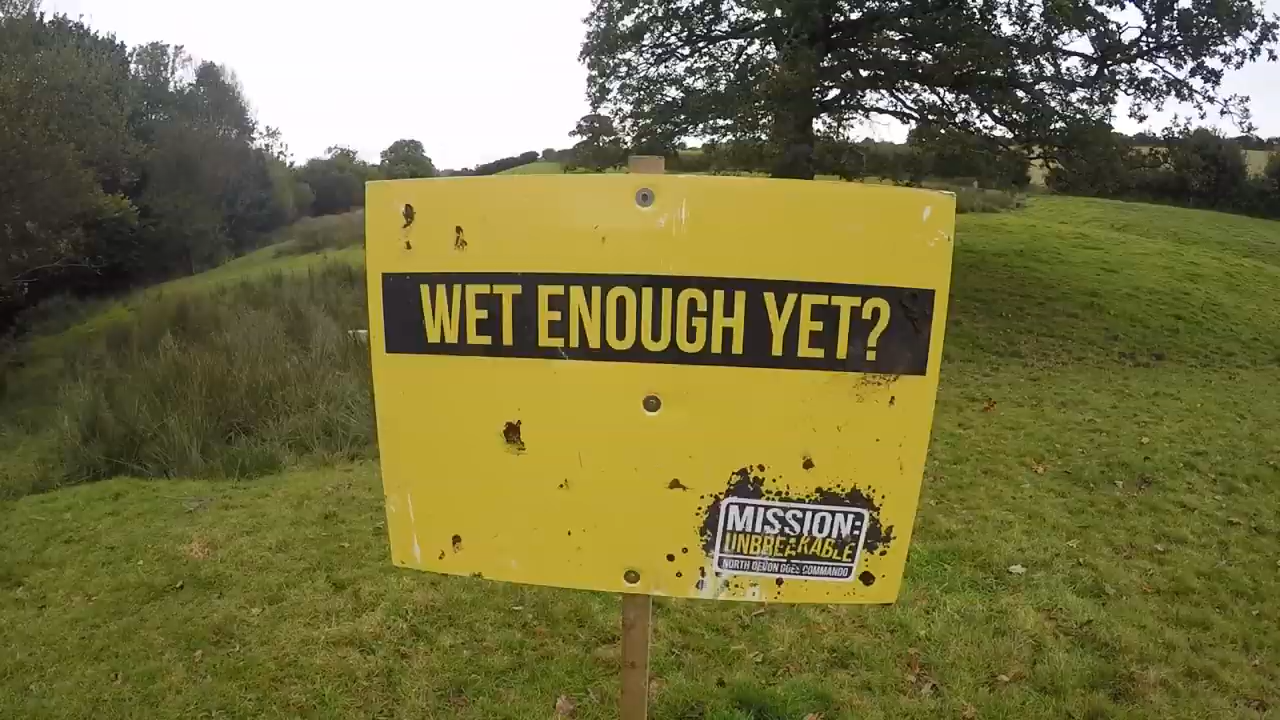 WET ENOUGH YET?
MISSION:
UNBREAKABLE
NORTH DEVON GOES COMMANDO